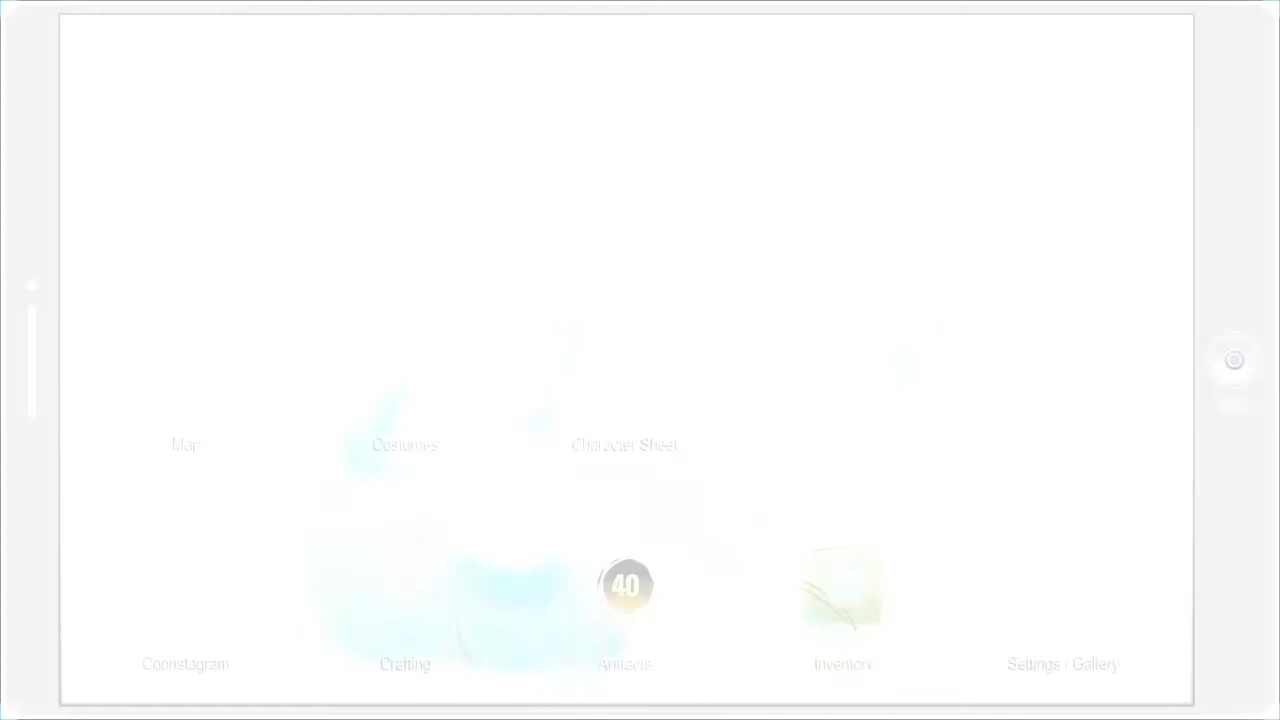 Map Costumes Character Sheet
40
Coonstagram Crafting Artifacts Inventory Settings / Gallery